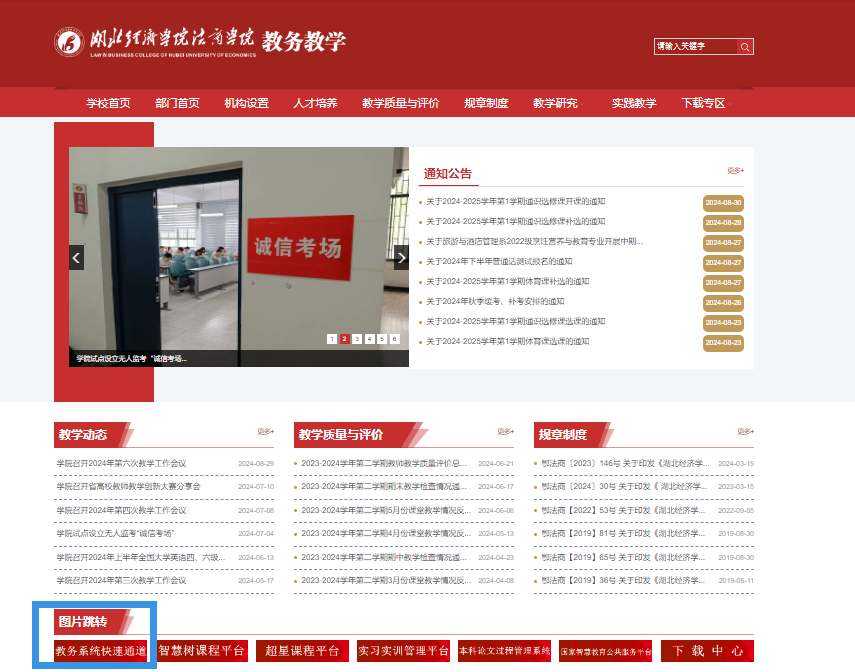 湖北经济学院法商学院 教务教学
LAW & BUSINESS COLLEGE OF HUBEI UNIVERSITY OF ECONOMICS
请输入关键字
学校首页 部门首页 机构设置 人才培养 教学质量与评价 规章制度 教学研究 实践教学 下载专区
诚信考场
1 2 3 4 5 6
学院试点设立无人监考“诚信考场...
通知公告 更多+
关于2024-2025学年第1学期通识选修课开课的通知 2024-08-30
关于2024-2025学年第1学期通识选修课补选的通知 2024-08-29
关于旅游与酒店管理系2022级烹饪营养与教育专业开展中期... 2024-08-27
关于2024年下半年普通话测试报名的通知 2024-08-27
关于2024-2025学年第1学期体育课补选的通知 2024-08-27
关于2024年秋季缓考、补考安排的通知 2024-08-26
关于2024-2025学年第1学期通识选修课选课的通知 2024-08-23
关于2024-2025学年第1学期体育课选课的通知 2024-08-23
教学动态 更多+
学院召开2024年第六次教学工作会议 2024-08-29
学院召开省高校教师教学创新大赛分享会 2024-07-10
学院召开2024年第四次教学工作会议 2024-07-08
学院试点设立无人监考“诚信考场” 2024-07-04
学院召开2024年上半年全国大学英语四、六级... 2024-06-13
学院召开2024年第三次教学工作会议 2024-05-17
教学质量与评价 更多+
2023-2024学年第二学期教师教学质量评价总... 2024-06-21
2023-2024学年第二学期期末教学检查情况通... 2024-06-17
2023-2024学年第二学期5月份课堂教学情况反... 2024-06-06
2023-2024学年第二学期4月份课堂教学情况反... 2024-05-13
2023-2024学年第二学期期中教学检查情况通... 2024-04-23
2023-2024学年第二学期3月份课堂教学情况反... 2024-04-08
规章制度 更多+
鄂法商〔2023〕146号 关于印发《湖北经济学... 2024-03-15
鄂法商〔2024〕30号 关于印发《 湖北经济学... 2023-03-15
鄂法商【2022】53号 关于印发《湖北经济学... 2022-09-05
鄂法商【2019】81号 关于印发《湖北经济学... 2019-08-30
鄂法商【2019】65号 关于印发《湖北经济学... 2019-08-30
鄂法商【2019】36号 关于印发《湖北经济学... 2019-06-11
图片跳转
教务系统快速通道 智慧树课程平台 超星课程平台 实习实训管理平台 本科论文过程管理系统 国家智慧教育公共服务平台 下载中心